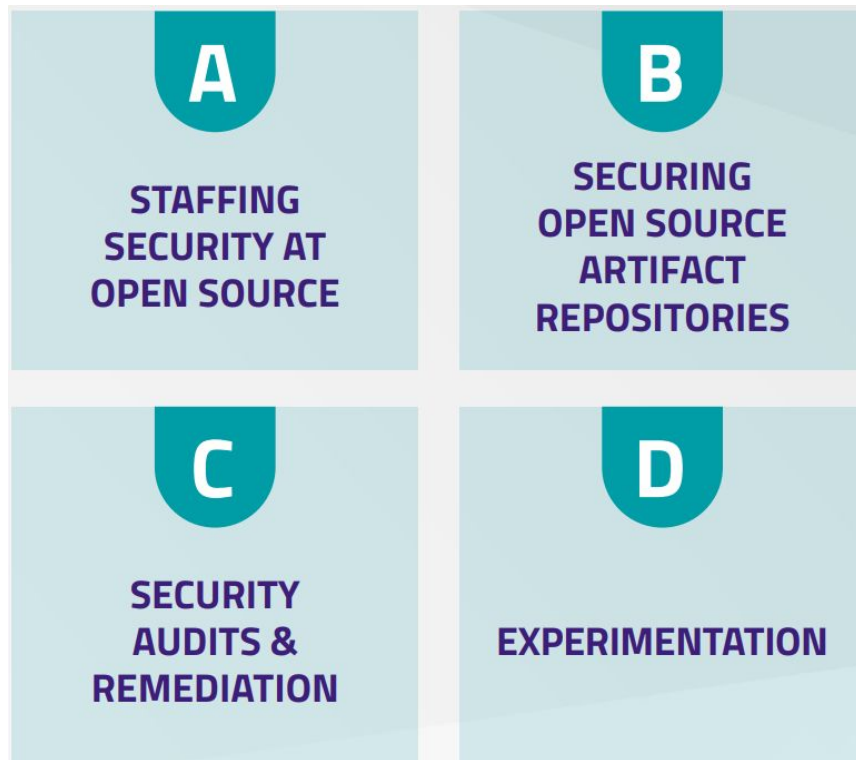 A
STAFFING
SECURITY AT
OPEN SOURCE
B
SECURING
OPEN SOURCE
ARTIFACT
REPOSITORIES
C
SECURITY
AUDITS &
REMEDIATION
D
EXPERIMENTATION